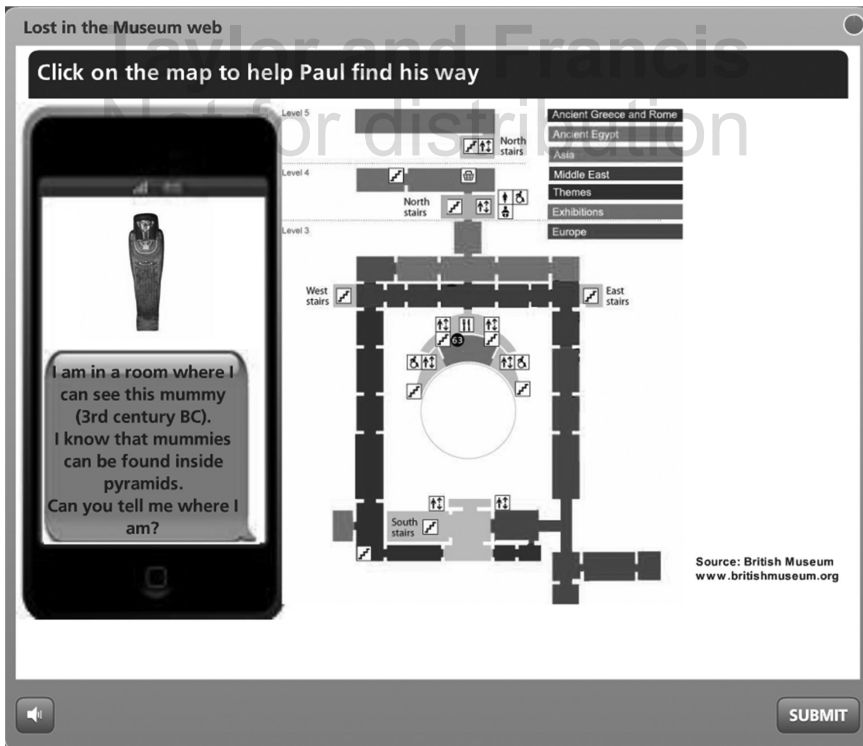 Lost in the Museum web
Taylor and Francis
Not for distribution
Click on the map to help Paul find his way
I am in a room where I
can see this mummy
(3rd century BC).
I know that mummies
can be found inside
pyramids.
Can you tell me where I
am?
Level 5
North
stairs
Level 4
North
stairs
Level 3
West
stairs
East
stairs
63
South
stairs
Ancient Greece and Rome
Ancient Egypt
Asia
Middle East
Themes
Exhibitions
Europe
Source: British Museum
www.britishmuseum.org
SUBMIT